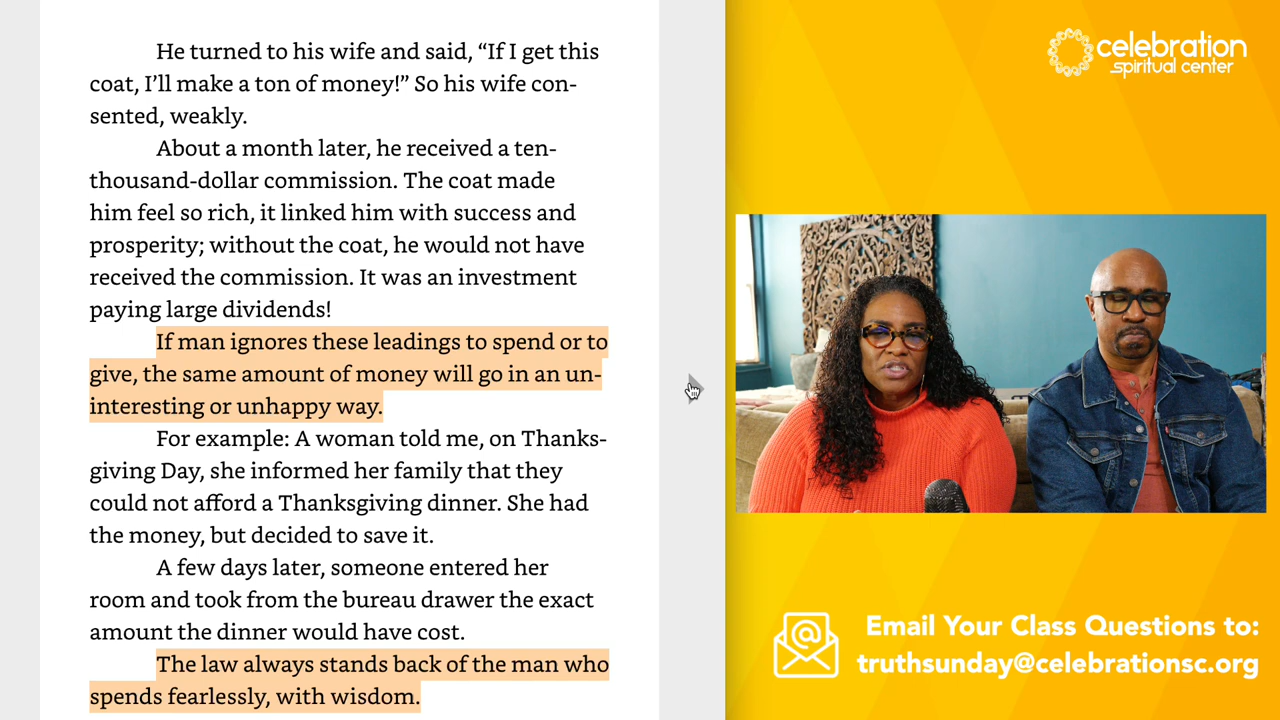 He turned to his wife and said, “If I get this
coat, I’ll make a ton of money!” So his wife con-
sented, weakly.
About a month later, he received a ten-
thousand-dollar commission. The coat made
him feel so rich, it linked him with success and
prosperity; without the coat, he would not have
received the commission. It was an investment
paying large dividends!
If man ignores these leadings to spend or to
give, the same amount of money will go in an un-
interesting or unhappy way.
For example: A woman told me, on Thanks-
giving Day, she informed her family that they
could not afford a Thanksgiving dinner. She had
the money, but decided to save it.
A few days later, someone entered her
room and took from the bureau drawer the exact
amount the dinner would have cost.
The law always stands back of the man who
spends fearlessly, with wisdom.
celebration
spiritual center
Email Your Class Questions to:
truthsunday@celebrationsc.org